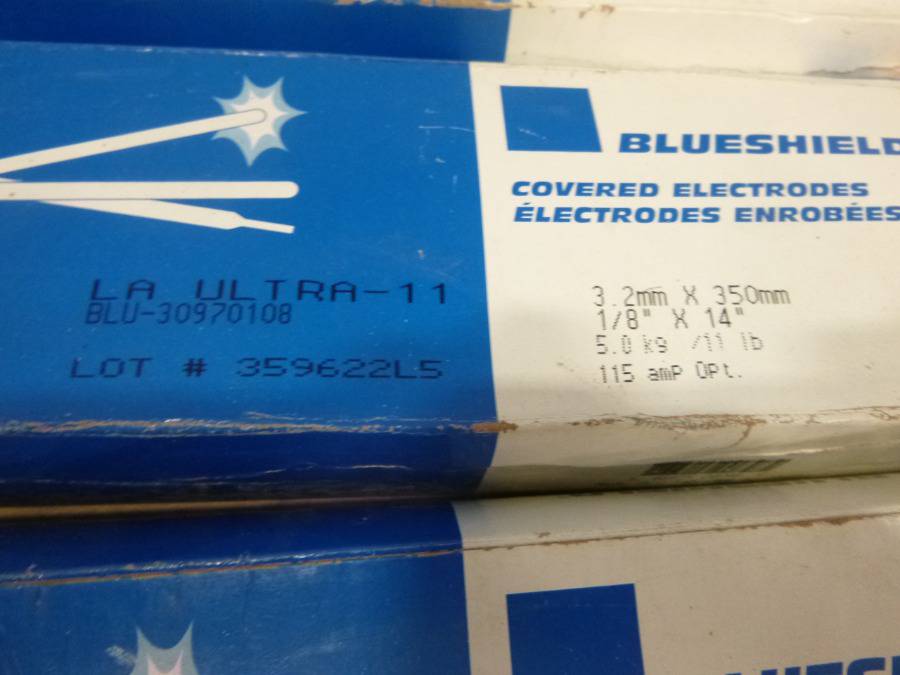 BLUESHIELD
COVERED ELECTRODES
ÉLECTRODES ENROBÉES
LA ULTRA-11
BLU-30970108
LOT # 359622L5
3.2mm X 350mm
1/8" X 14"
5.0 kg /11 lb
115 amp Opt.